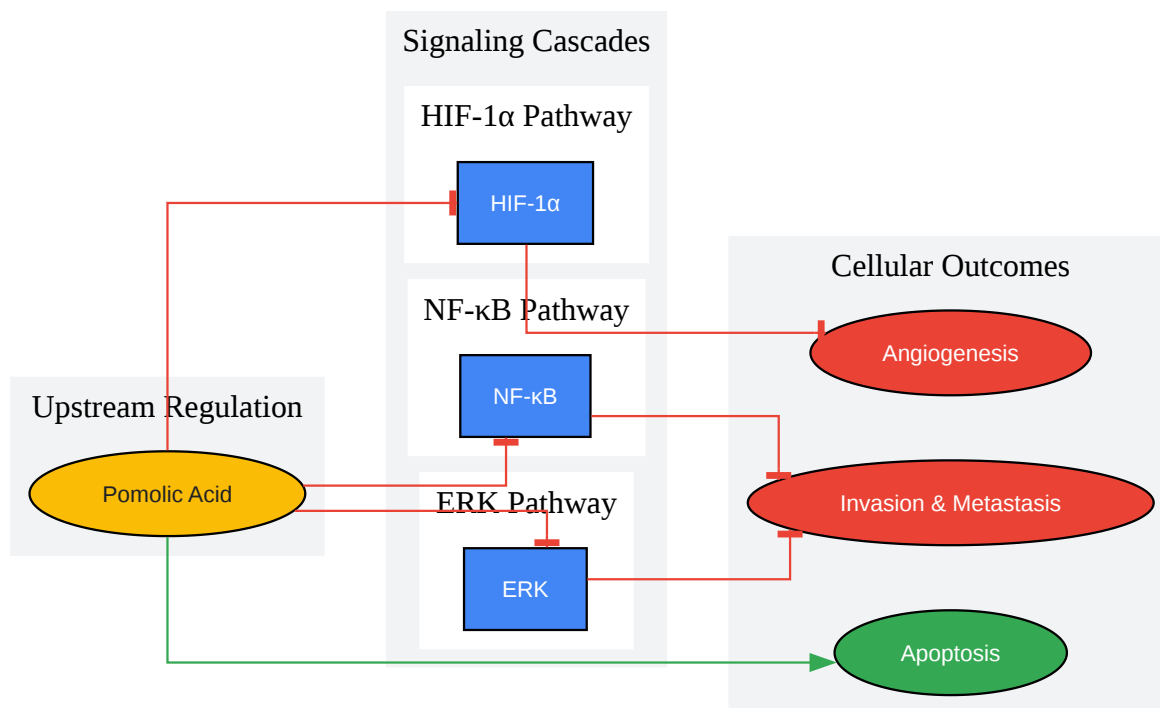 Signaling Cascades
HIF-1α Pathway
HIF-1α
Cellular Outcomes
NF-κB Pathway
Angiogenesis
NF-κB
Upstream Regulation
Pomolic Acid
ERK Pathway
Invasion & Metastasis
ERK
Apoptosis